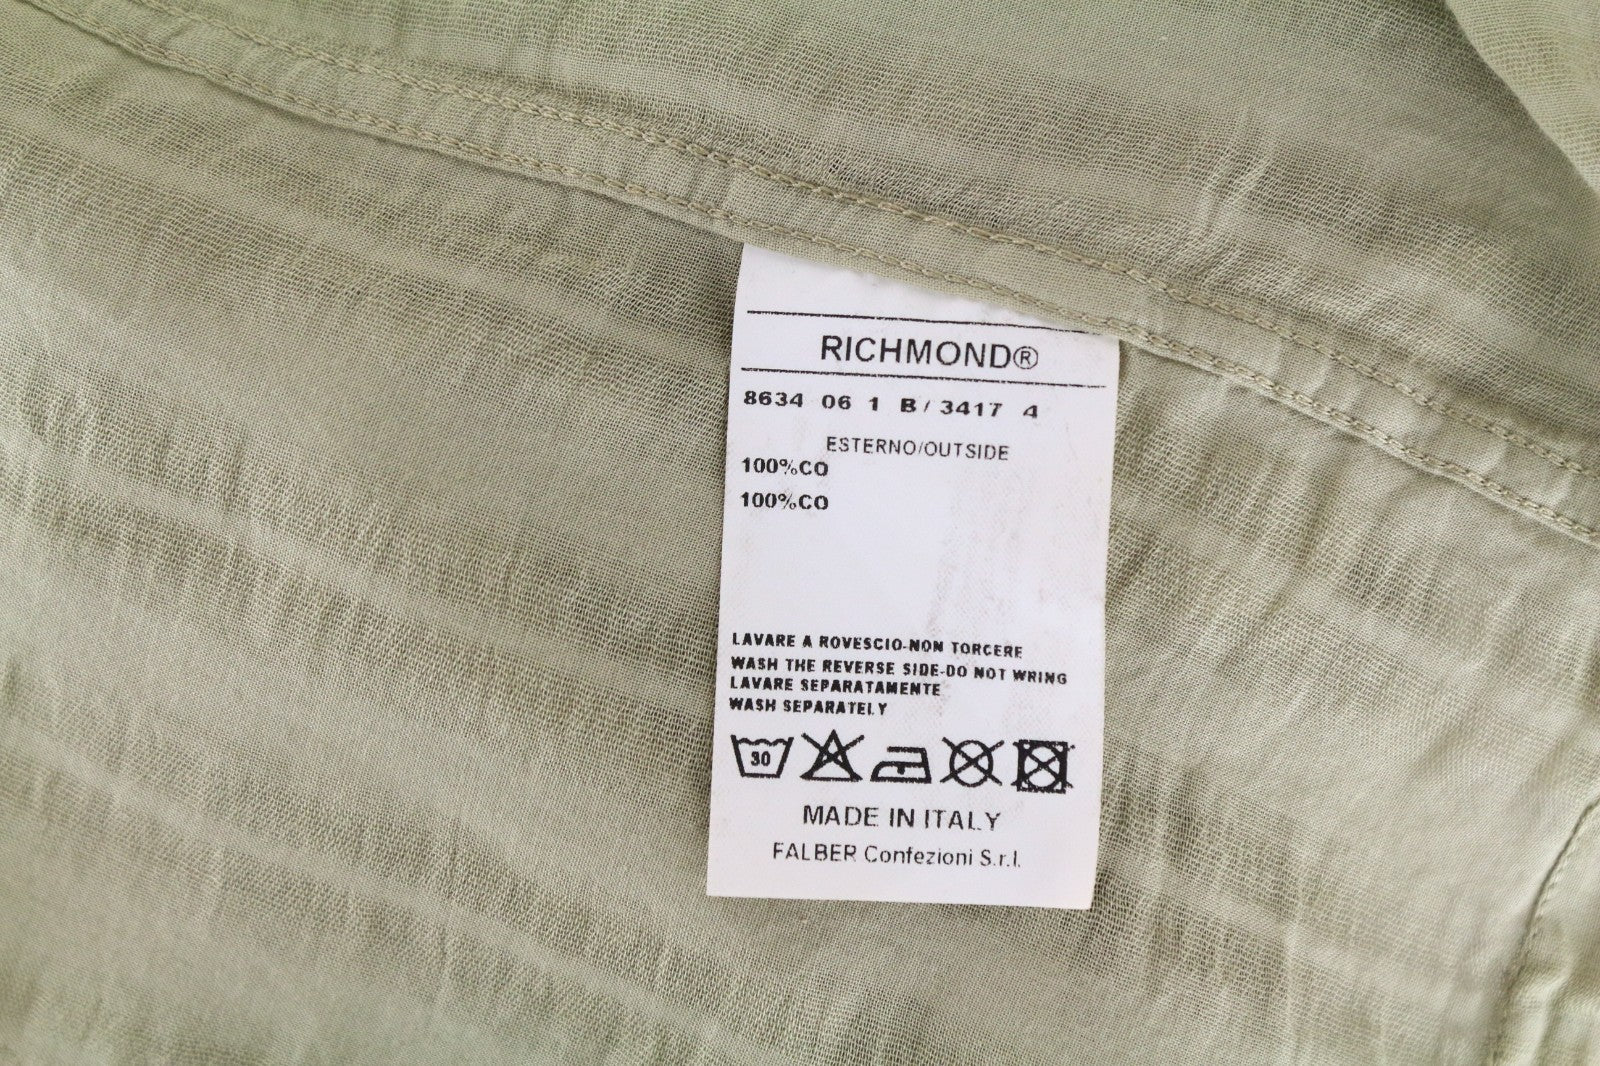 RICHMOND®
8634 06 1 B/3417 4
ESTERNO/OUTSIDE
100%CO
100%CO
LAVARE A ROVESCIO-NON TORCERE
WASH THE REVERSE SIDE-DO NOT WRING
LAVARE SEPARATAMENTE
WASH SEPARATELY
30
MADE IN ITALY
FALBER Confezioni S.r.l.